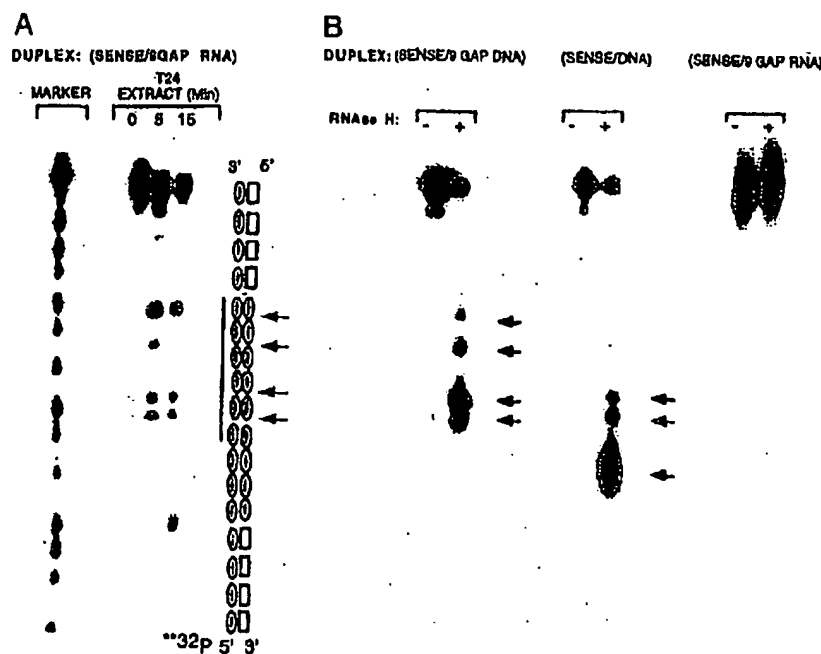 A
DUPLEX: (SENSE/9GAP RNA)
MARKER
T24
EXTRACT (Min)
0 5 15
3' 5'
**32P 5' 3'
B
DUPLEX: (SENSE/9 GAP DNA) (SENSE/DNA) (SENSE/9 GAP RNA)
RNAse H: - + - + - +